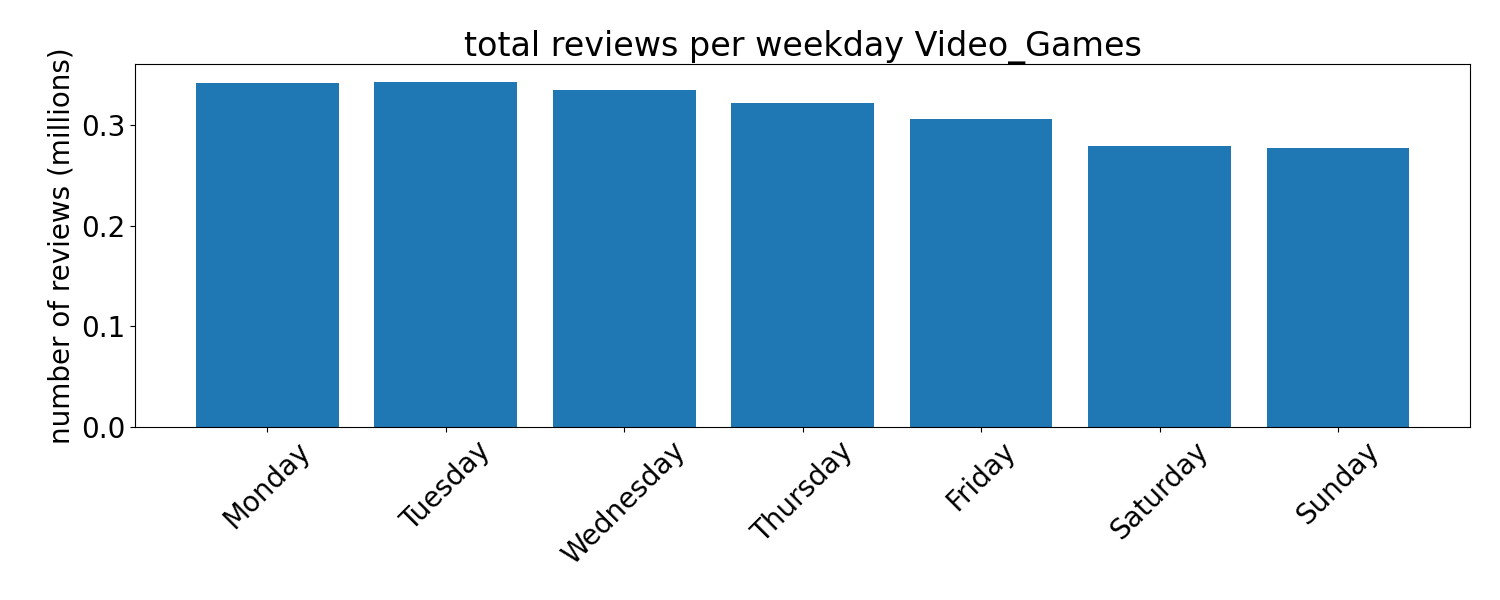 total reviews per weekday Video_Games
number of reviews (millions)
0.3
0.2
0.1
0.0
Monday
Tuesday
Wednesday
Thursday
Friday
Saturday
Sunday